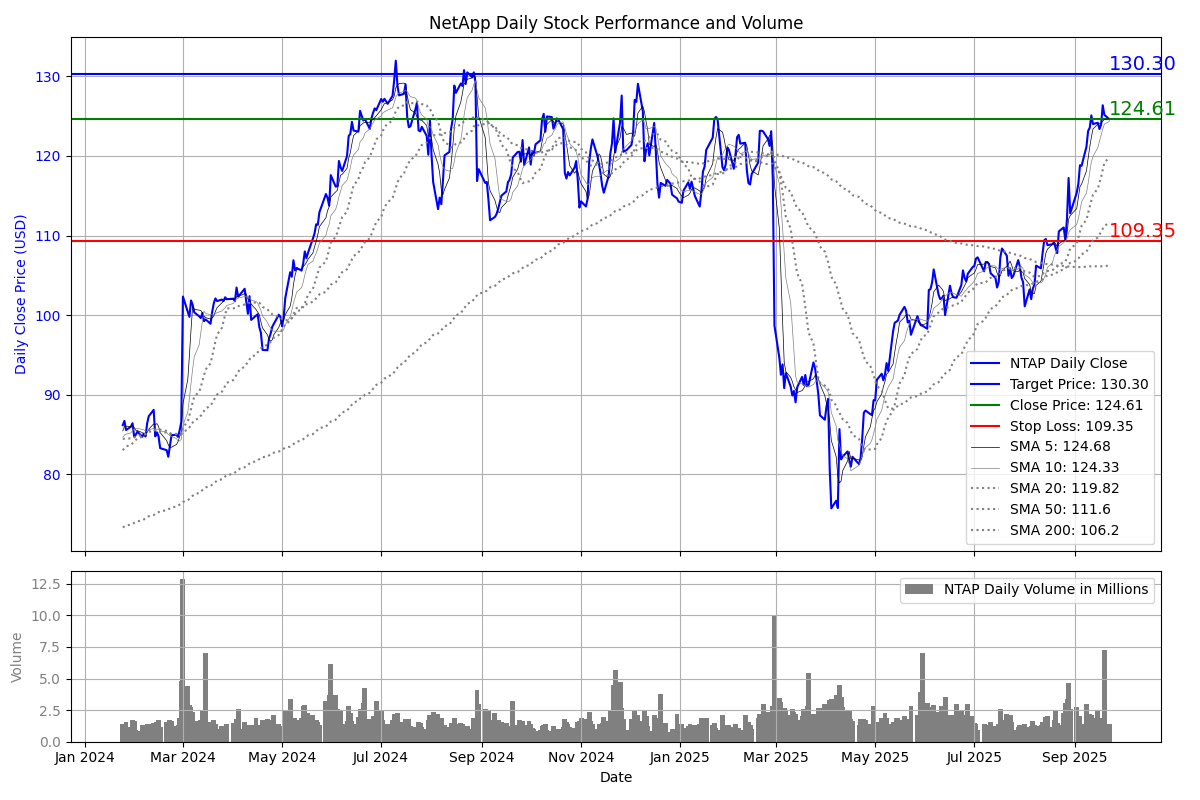 NetApp Daily Stock Performance and Volume
130.30
130
124.61
120
109.35
110
100
90
80
Daily Close Price (USD)
NTAP Daily Close
Target Price: 130.30
Close Price: 124.61
Stop Loss: 109.35
SMA 5: 124.68
SMA 10: 124.33
SMA 20: 119.82
SMA 50: 111.6
SMA 200: 106.2
12.5
10.0
7.5
5.0
2.5
0.0
Volume
NTAP Daily Volume in Millions
Jan 2024 Mar 2024 May 2024 Jul 2024 Sep 2024 Nov 2024 Jan 2025 Mar 2025 May 2025 Jul 2025 Sep 2025
Date